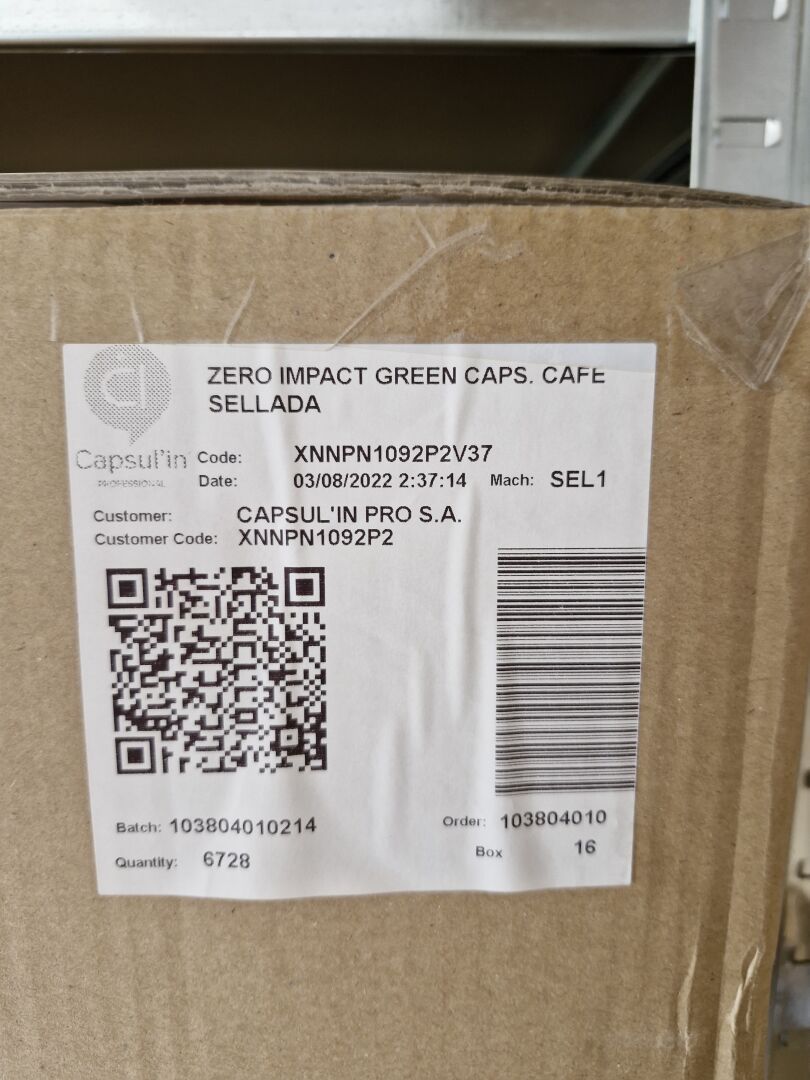 ZERO IMPACT GREEN CAPS. CAFE
SELLADA
ci
Capsul'in
PROFESSIONAL
Code: XNNPN1092P2V37
Date: 03/08/2022 2:37:14 Mach: SEL1
Customer: CAPSUL'IN PRO S.A.
Customer Code: XNNPN1092P2
Batch: 103804010214 Order: 103804010
Quantity: 6728 Box 16